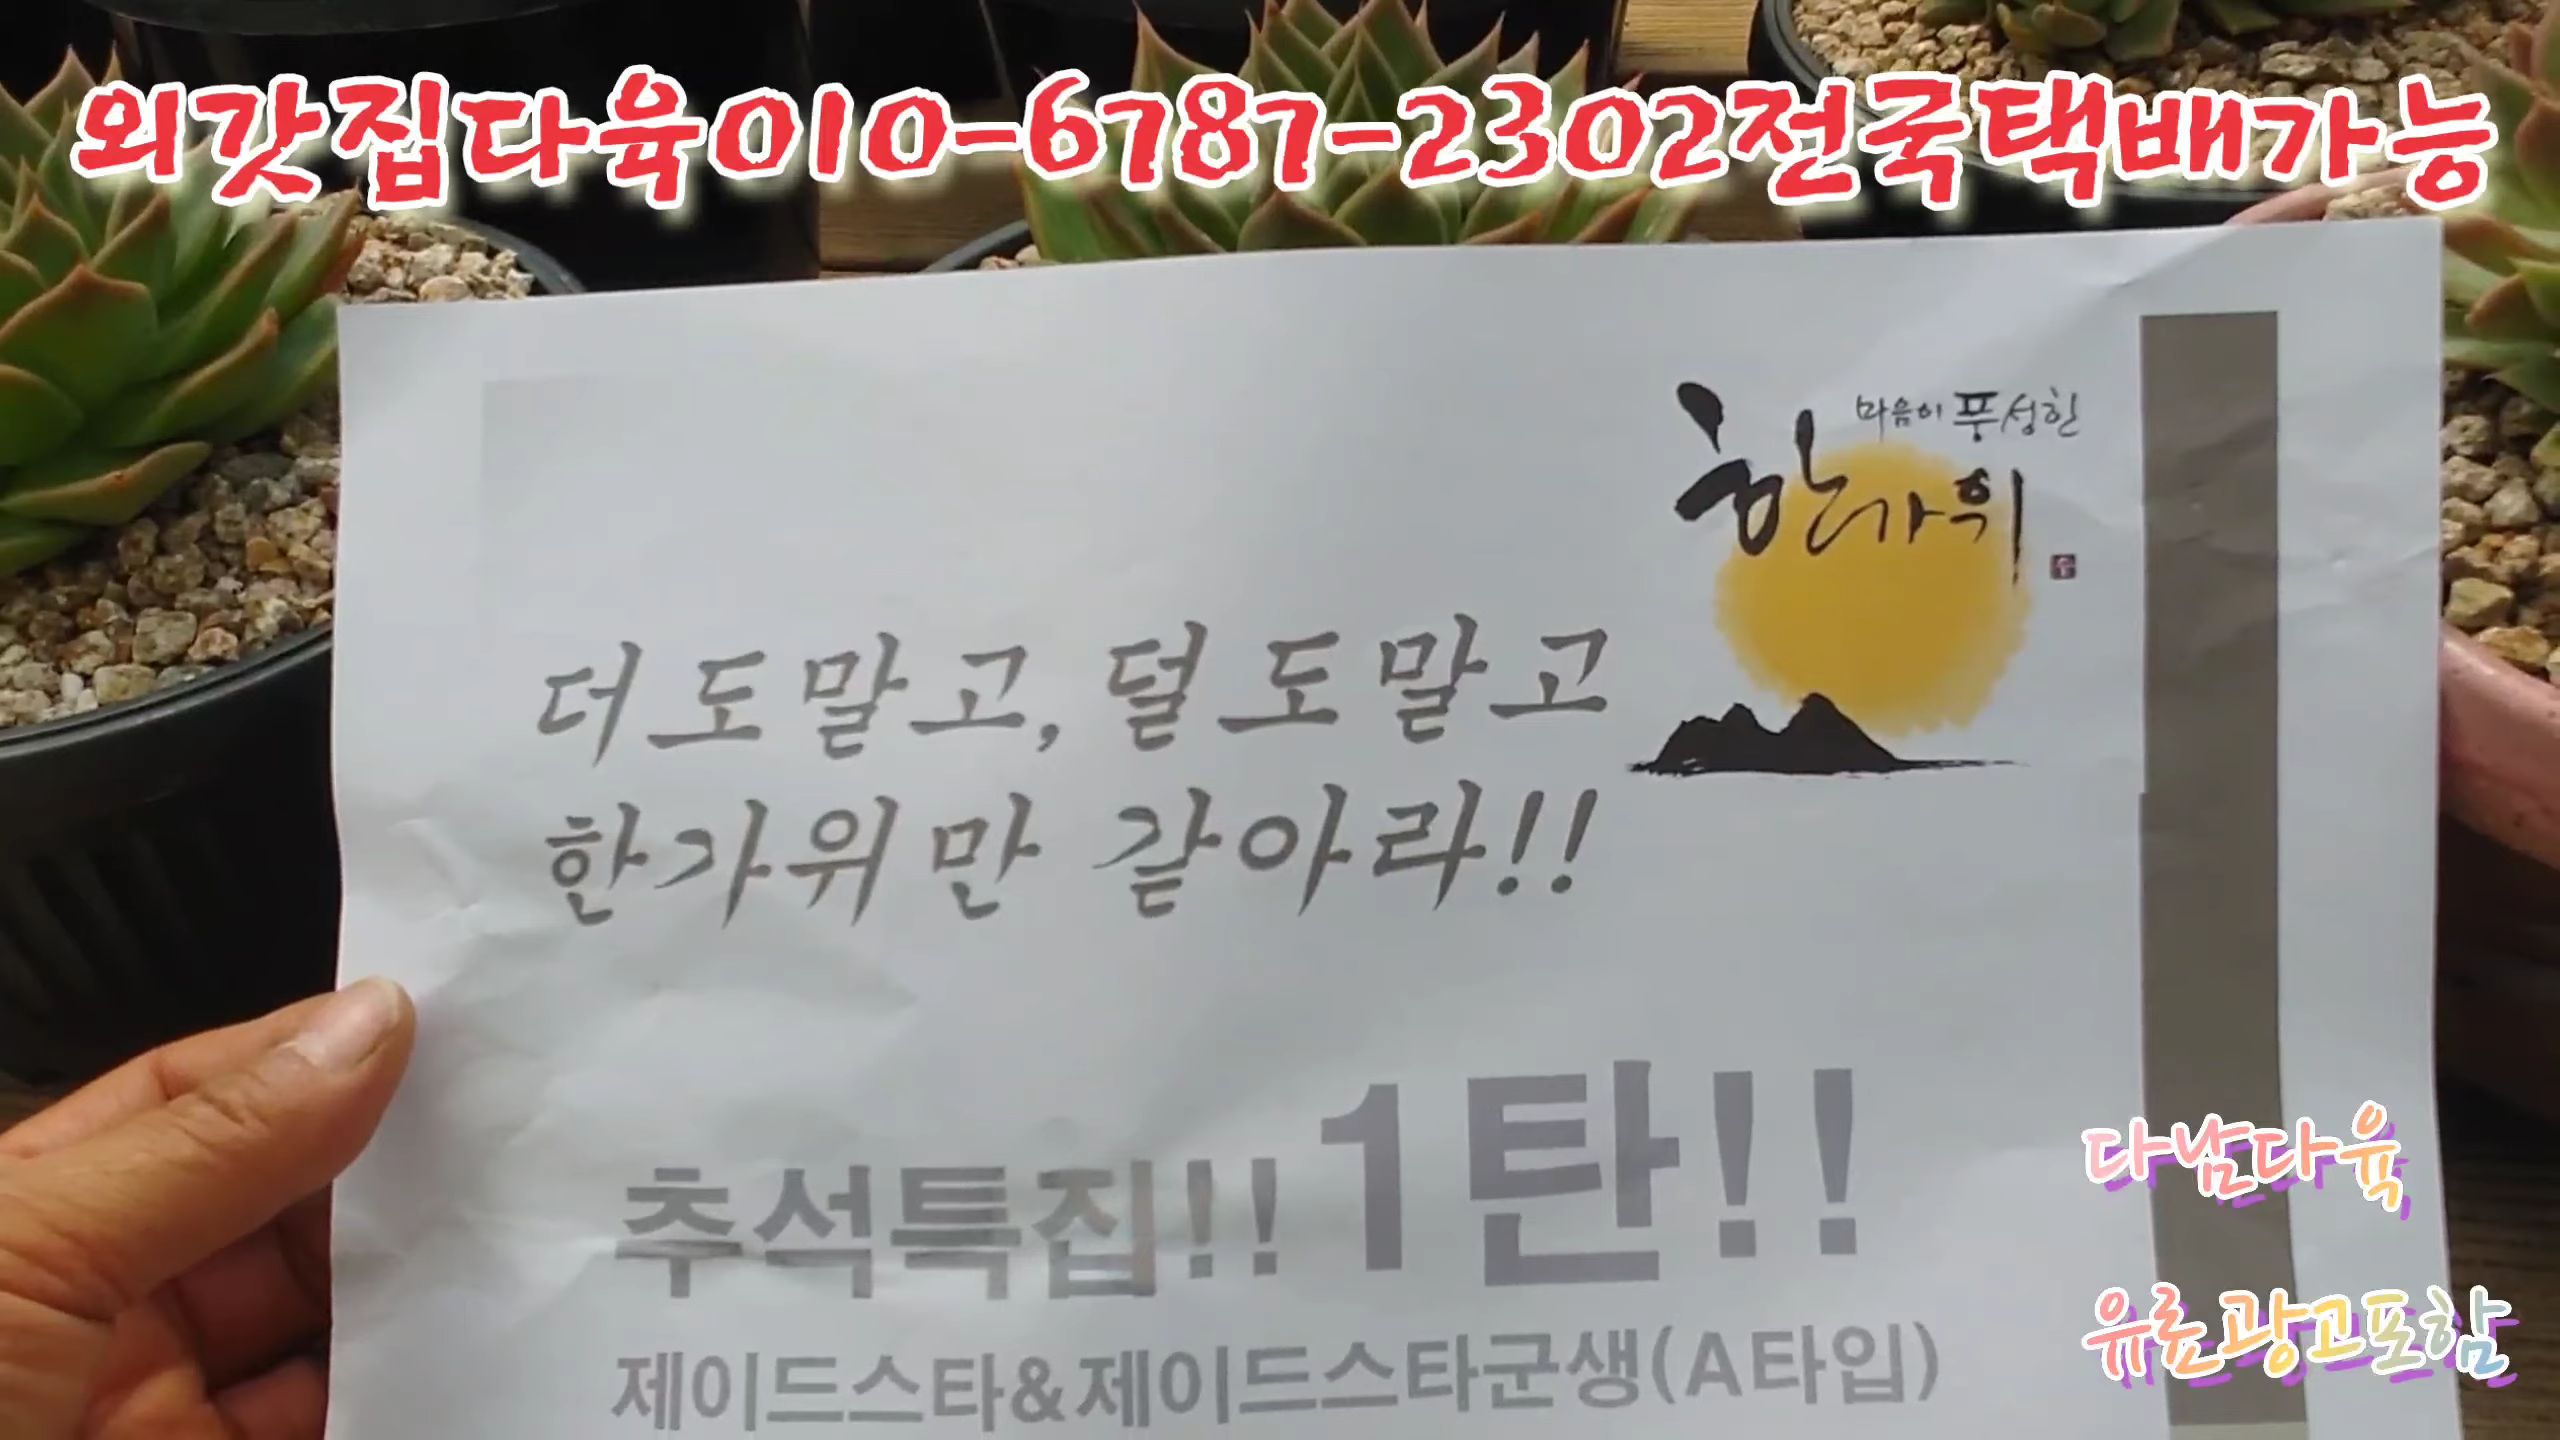 외갓집다육010-6787-2302전국택배가능
마음이 풍성한
한가위
더도말고, 덜도말고
한가위만 같아라!!
추석특집!! 1탄!!
제이드스타&제이드스타군생(A타입)
다남다육
유료광고포함